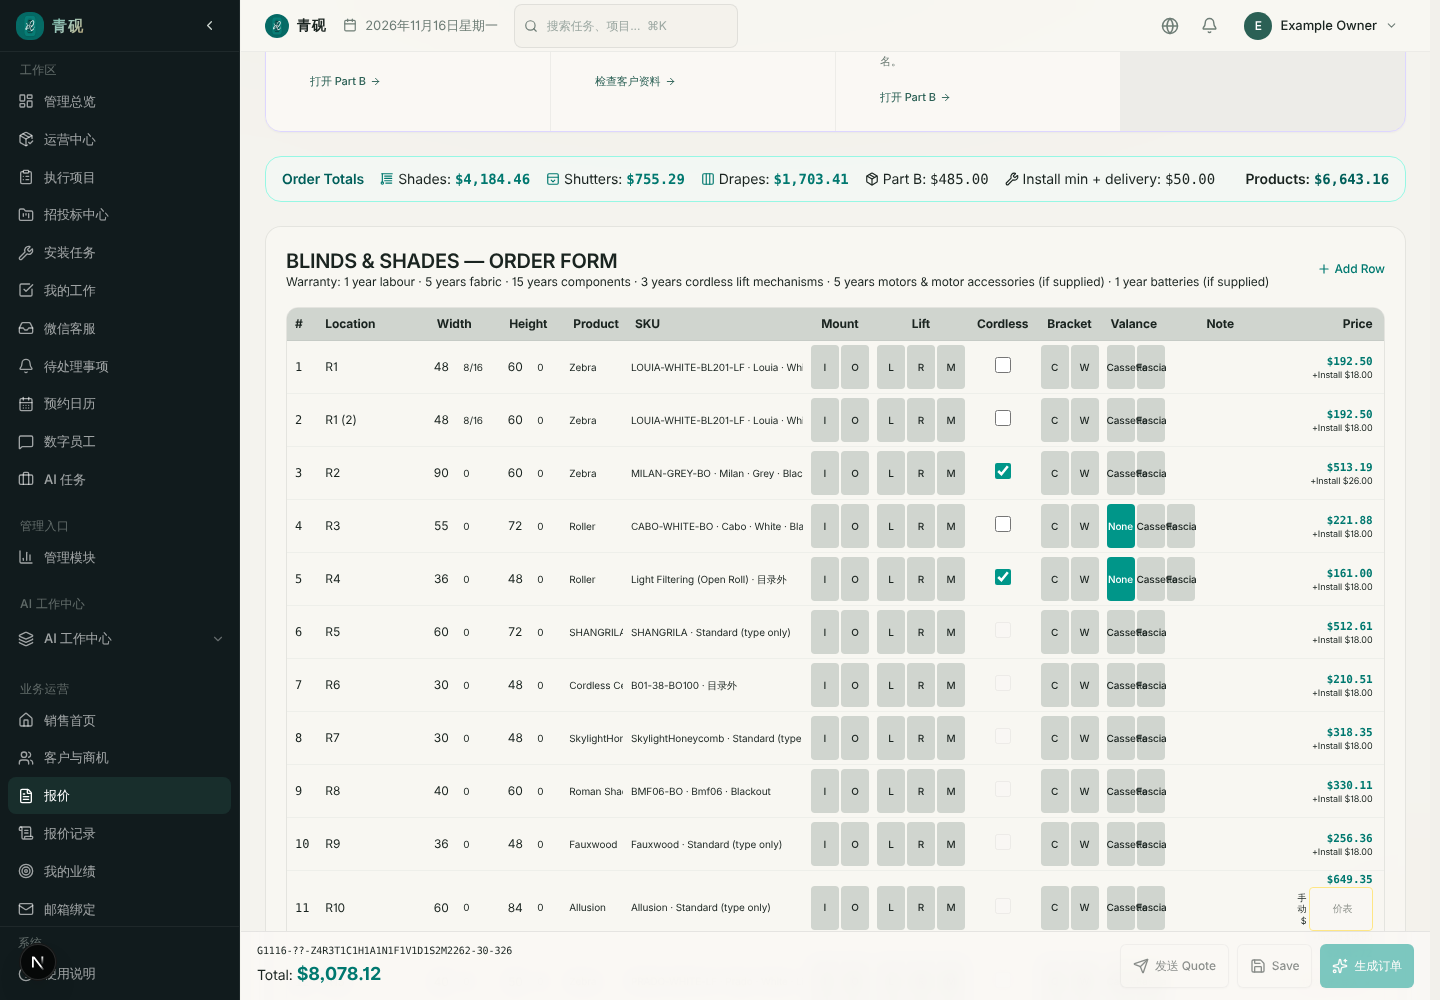 青砚
工作区
管理总览
运营中心
执行项目
招投标中心
安装任务
我的工作
微信客服
待处理事项
预约日历
数字员工
AI 任务
管理入口
管理模块
AI 工作中心
AI 工作中心
业务运营
销售首页
客户与商机
报价
报价记录
我的业绩
邮箱绑定
系统
使用说明
N
青砚 2026年11月16日星期一 搜索任务、项目... ⌘K E Example Owner
名。
打开 Part B → 检查客户资料 → 打开 Part B →
Order Totals Shades: $4,184.46 Shutters: $755.29 Drapes: $1,703.41 Part B: $485.00 Install min + delivery: $50.00 Products: $6,643.16
BLINDS & SHADES — ORDER FORM
Warranty: 1 year labour · 5 years fabric · 15 years components · 3 years cordless lift mechanisms · 5 years motors & motor accessories (if supplied) · 1 year batteries (if supplied)
+ Add Row
# Location Width Height Product SKU Mount Lift Cordless Bracket Valance Note Price
1 R1 48 8/16 60 0 Zebra LOUIA-WHITE-BL201-LF · Louia · Whi I O L R M C W Cassette Fascia $192.50
+Install $18.00
2 R1 (2) 48 8/16 60 0 Zebra LOUIA-WHITE-BL201-LF · Louia · Whi I O L R M C W Cassette Fascia $192.50
+Install $18.00
3 R2 90 0 60 0 Zebra MILAN-GREY-BO · Milan · Grey · Blac I O L R M C W Cassette Fascia $513.19
+Install $26.00
4 R3 55 0 72 0 Roller CABO-WHITE-BO · Cabo · White · Bla I O L R M C W None Cassette Fascia $221.88
+Install $18.00
5 R4 36 0 48 0 Roller Light Filtering (Open Roll) · 目录外 I O L R M C W None Cassette Fascia $161.00
+Install $18.00
6 R5 60 0 72 0 SHANGRILA SHANGRILA · Standard (type only) I O L R M C W Cassette Fascia $512.61
+Install $18.00
7 R6 30 0 48 0 Cordless Ce B01-38-BO100 · 目录外 I O L R M C W Cassette Fascia $210.51
+Install $18.00
8 R7 30 0 48 0 SkylightHor SkylightHoneycomb · Standard (type I O L R M C W Cassette Fascia $318.35
+Install $18.00
9 R8 40 0 60 0 Roman Sha BMF06-BO · Bmf06 · Blackout I O L R M C W Cassette Fascia $330.11
+Install $18.00
10 R9 36 0 48 0 Fauxwood Fauxwood · Standard (type only) I O L R M C W Cassette Fascia $256.36
+Install $18.00
11 R10 60 0 84 0 Allusion Allusion · Standard (type only) I O L R M C W Cassette Fascia $649.35
手动 $ 价表
G1116-??-Z4R3T1C1H1A1N1F1V1D1S2M2262-30-326
Total: $8,078.12
发送 Quote Save 生成订单